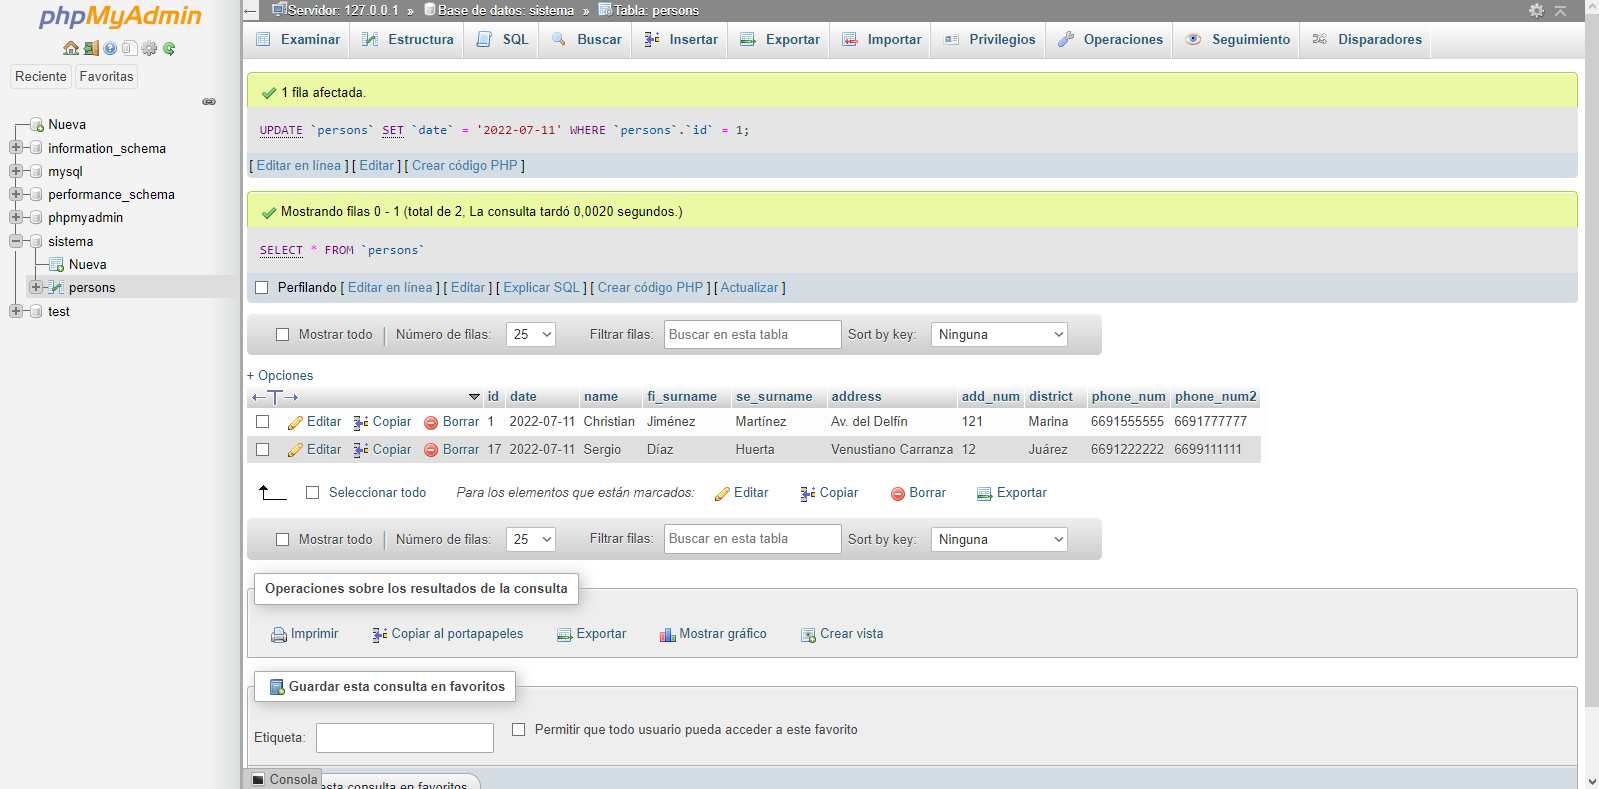 phpMyAdmin
Reciente Favoritas
Nueva
information_schema
mysql
performance_schema
phpmyadmin
sistema
Nueva
persons
test
Servidor: 127.0.0.1 » Base de datos: sistema » Tabla: persons
Examinar Estructura SQL Buscar Insertar Exportar Importar Privilegios Operaciones Seguimiento Disparadores
1 fila afectada.
UPDATE `persons` SET `date` = '2022-07-11' WHERE `persons`.`id` = 1;
[ Editar en línea ] [ Editar ] [ Crear código PHP ]
Mostrando filas 0 - 1 (total de 2, La consulta tardó 0,0020 segundos.)
SELECT * FROM `persons`
Perfilando [ Editar en línea ] [ Editar ] [ Explicar SQL ] [ Crear código PHP ] [ Actualizar ]
Mostrar todo Número de filas: 25 Filtrar filas: Buscar en esta tabla Sort by key: Ninguna
+ Opciones
←T→ id date name fi_surname se_surname address add_num district phone_num phone_num2
Editar Copiar Borrar 1 2022-07-11 Christian Jiménez Martínez Av. del Delfín 121 Marina 6691555555 6691777777
Editar Copiar Borrar 17 2022-07-11 Sergio Díaz Huerta Venustiano Carranza 12 Juárez 6691222222 6699111111
Seleccionar todo Para los elementos que están marcados: Editar Copiar Borrar Exportar
Mostrar todo Número de filas: 25 Filtrar filas: Buscar en esta tabla Sort by key: Ninguna
Operaciones sobre los resultados de la consulta
Imprimir Copiar al portapapeles Exportar Mostrar gráfico Crear vista
Guardar esta consulta en favoritos
Etiqueta: Permitir que todo usuario pueda acceder a este favorito
Consola esta consulta en favoritos